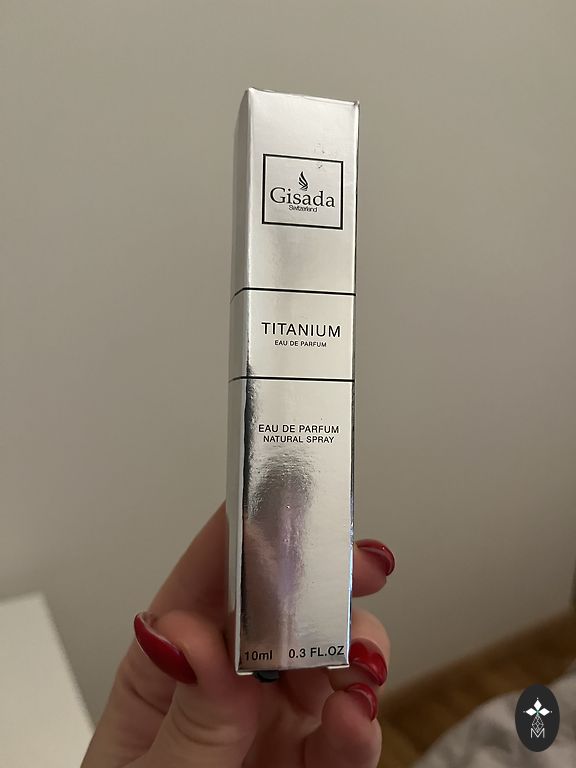 Gisada
Switzerland
TITANIUM
EAU DE PARFUM
EAU DE PARFUM
NATURAL SPRAY
10ml 0.3 FL.OZ
M